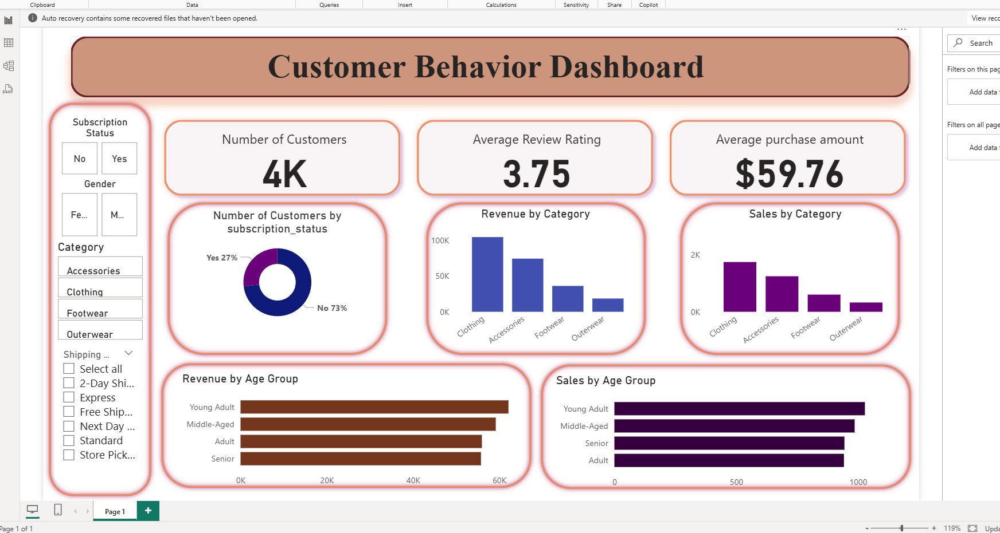 Clipboard
Data
Queries
Insert
Calculations
Sensitivity
Share
Copilot
Auto recovery contains some recovered files that haven't been opened.
View reco
Customer Behavior Dashboard
Search
Filters on this pag
Add data
Filters on all page
Add data
Subscription
Status
No
Yes
Gender
Fe...
M...
Category
Accessories
Clothing
Footwear
Outerwear
Shipping ...
Select all
2-Day Shi...
Express
Free Ship...
Next Day ...
Standard
Store Pick...
Number of Customers
4K
Average Review Rating
3.75
Average purchase amount
$59.76
Number of Customers by
subscription_status
Yes 27%
No 73%
Revenue by Category
100K
50K
0K
Clothing
Accessories
Footwear
Outerwear
Sales by Category
2K
0K
Clothing
Accessories
Footwear
Outerwear
Revenue by Age Group
Young Adult
Middle-Aged
Adult
Senior
0K
20K
40K
60K
Sales by Age Group
Young Adult
Middle-Aged
Senior
Adult
0
500
1000
DAX
Page 1
+
Page 1 of 1
- + 119%
Upda